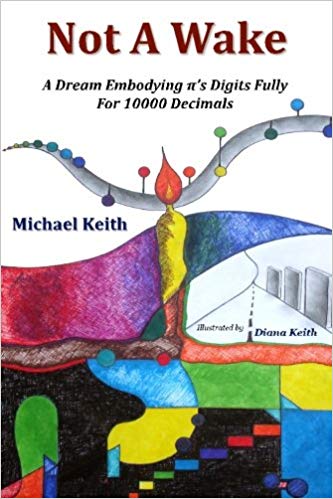 Not A Wake
A Dream Embodying π's Digits Fully
For 10000 Decimals
Michael Keith
Illustrated by
Diana Keith